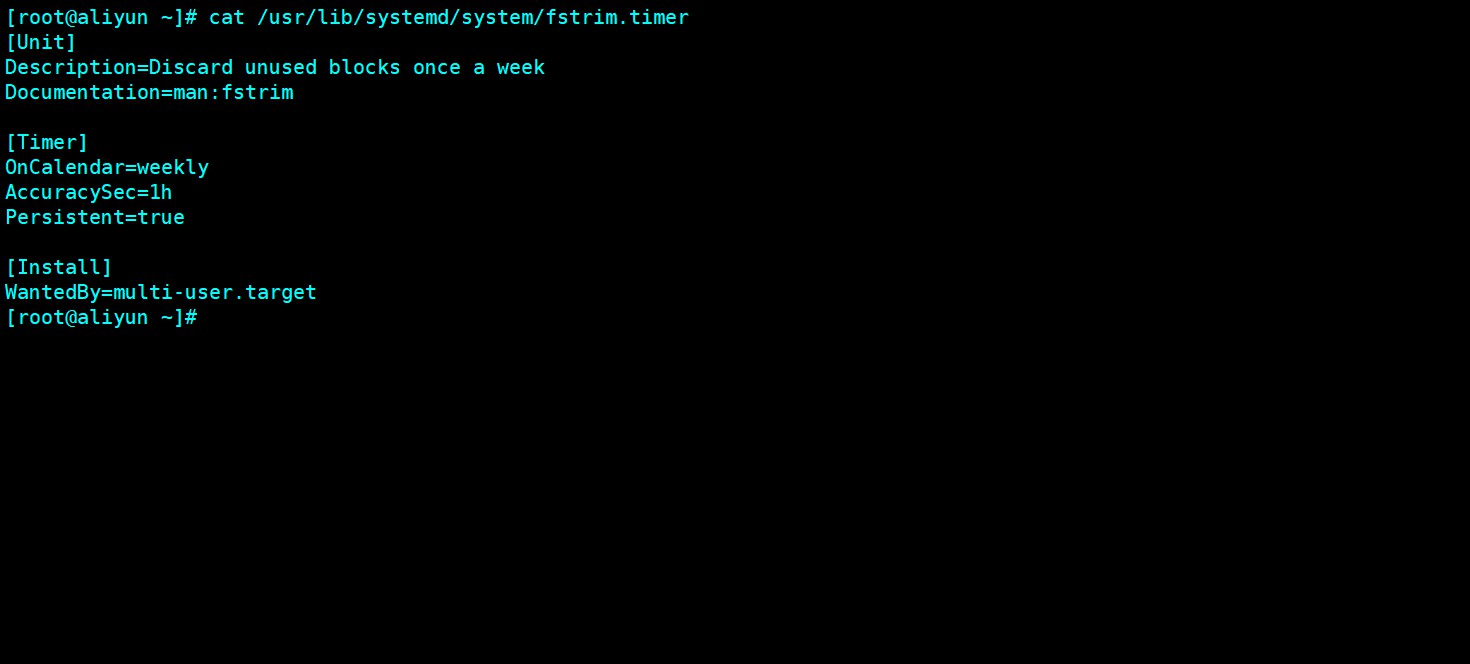 [root@aliyun ~]# cat /usr/lib/systemd/system/fstrim.timer
[Unit]
Description=Discard unused blocks once a week
Documentation=man:fstrim
[Timer]
OnCalendar=weekly
AccuracySec=1h
Persistent=true
[Install]
WantedBy=multi-user.target
[root@aliyun ~]#